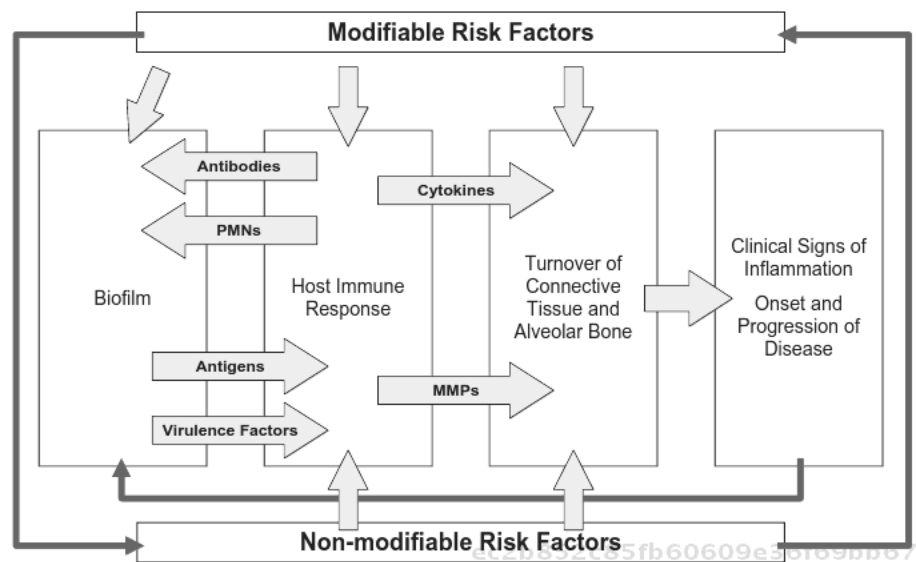 Modifiable Risk Factors
Antibodies
Cytokines
PMNs
Biofilm
Host Immune
Response
Turnover of
Connective
Tissue and
Alveolar Bone
Clinical Signs of
Inflammation
Onset and
Progression of
Disease
Antigens
MMPs
Virulence Factors
Non-modifiable Risk Factors